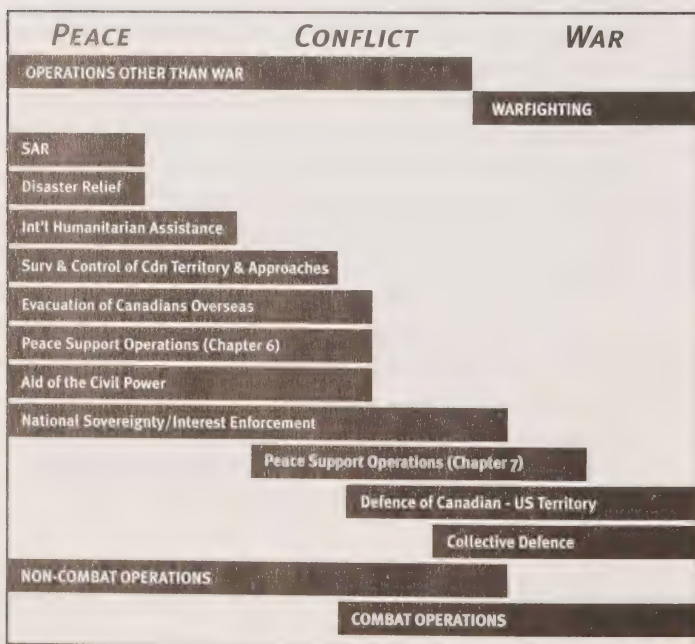 PEACE CONFLICT WAR
OPERATIONS OTHER THAN WAR
WARFIGHTING
SAR
Disaster Relief
Int'l Humanitarian Assistance
Surv & Control of Cdn Territory & Approaches
Evacuation of Canadians Overseas
Peace Support Operations (Chapter 6)
Aid of the Civil Power
National Sovereignty/Interest Enforcement
Peace Support Operations (Chapter 7)
Defence of Canadian - US Territory
Collective Defence
NON-COMBAT OPERATIONS
COMBAT OPERATIONS